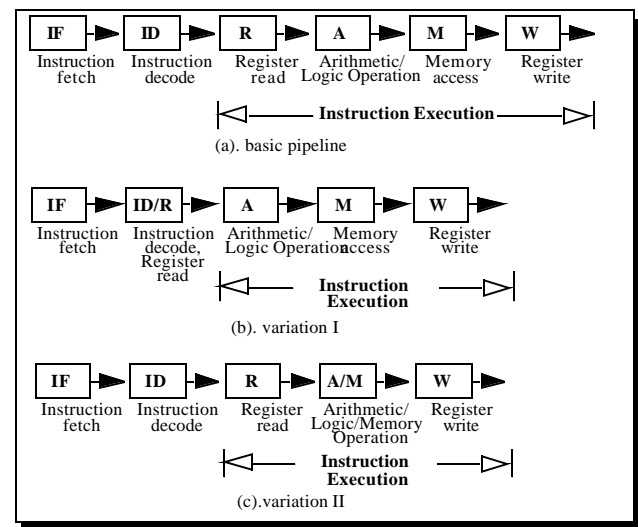 IF ID R A M W
Instruction fetch Instruction decode Register read Arithmetic/ Logic Operation Memory access Register write
Instruction Execution
(a). basic pipeline
IF ID/R A M W
Instruction fetch Instruction decode, Register read Arithmetic/ Logic Operation Memory access Register write
Instruction
Execution
(b). variation I
IF ID R A/M W
Instruction fetch Instruction decode Register read Arithmetic/ Logic/Memory Operation Register write
Instruction
Execution
(c).variation II